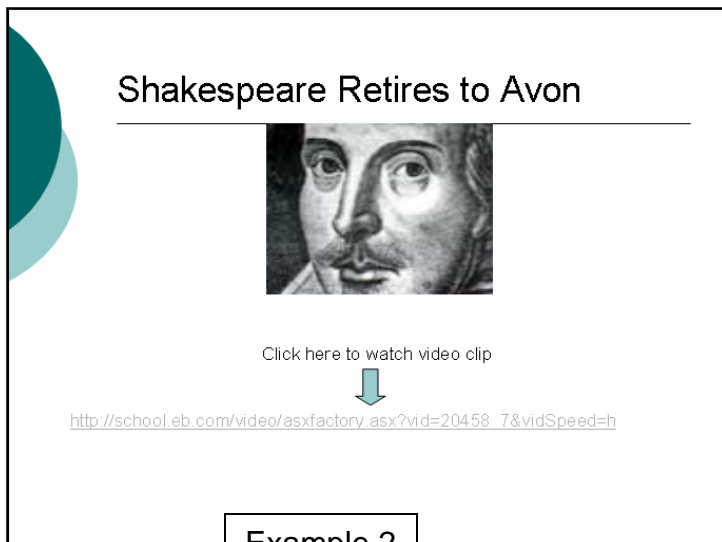 Shakespeare Retires to Avon
Click here to watch video clip
http://school.eb.com/video/asxfactory.asx?vid=20458_7&vidSpeed=h
Example 2